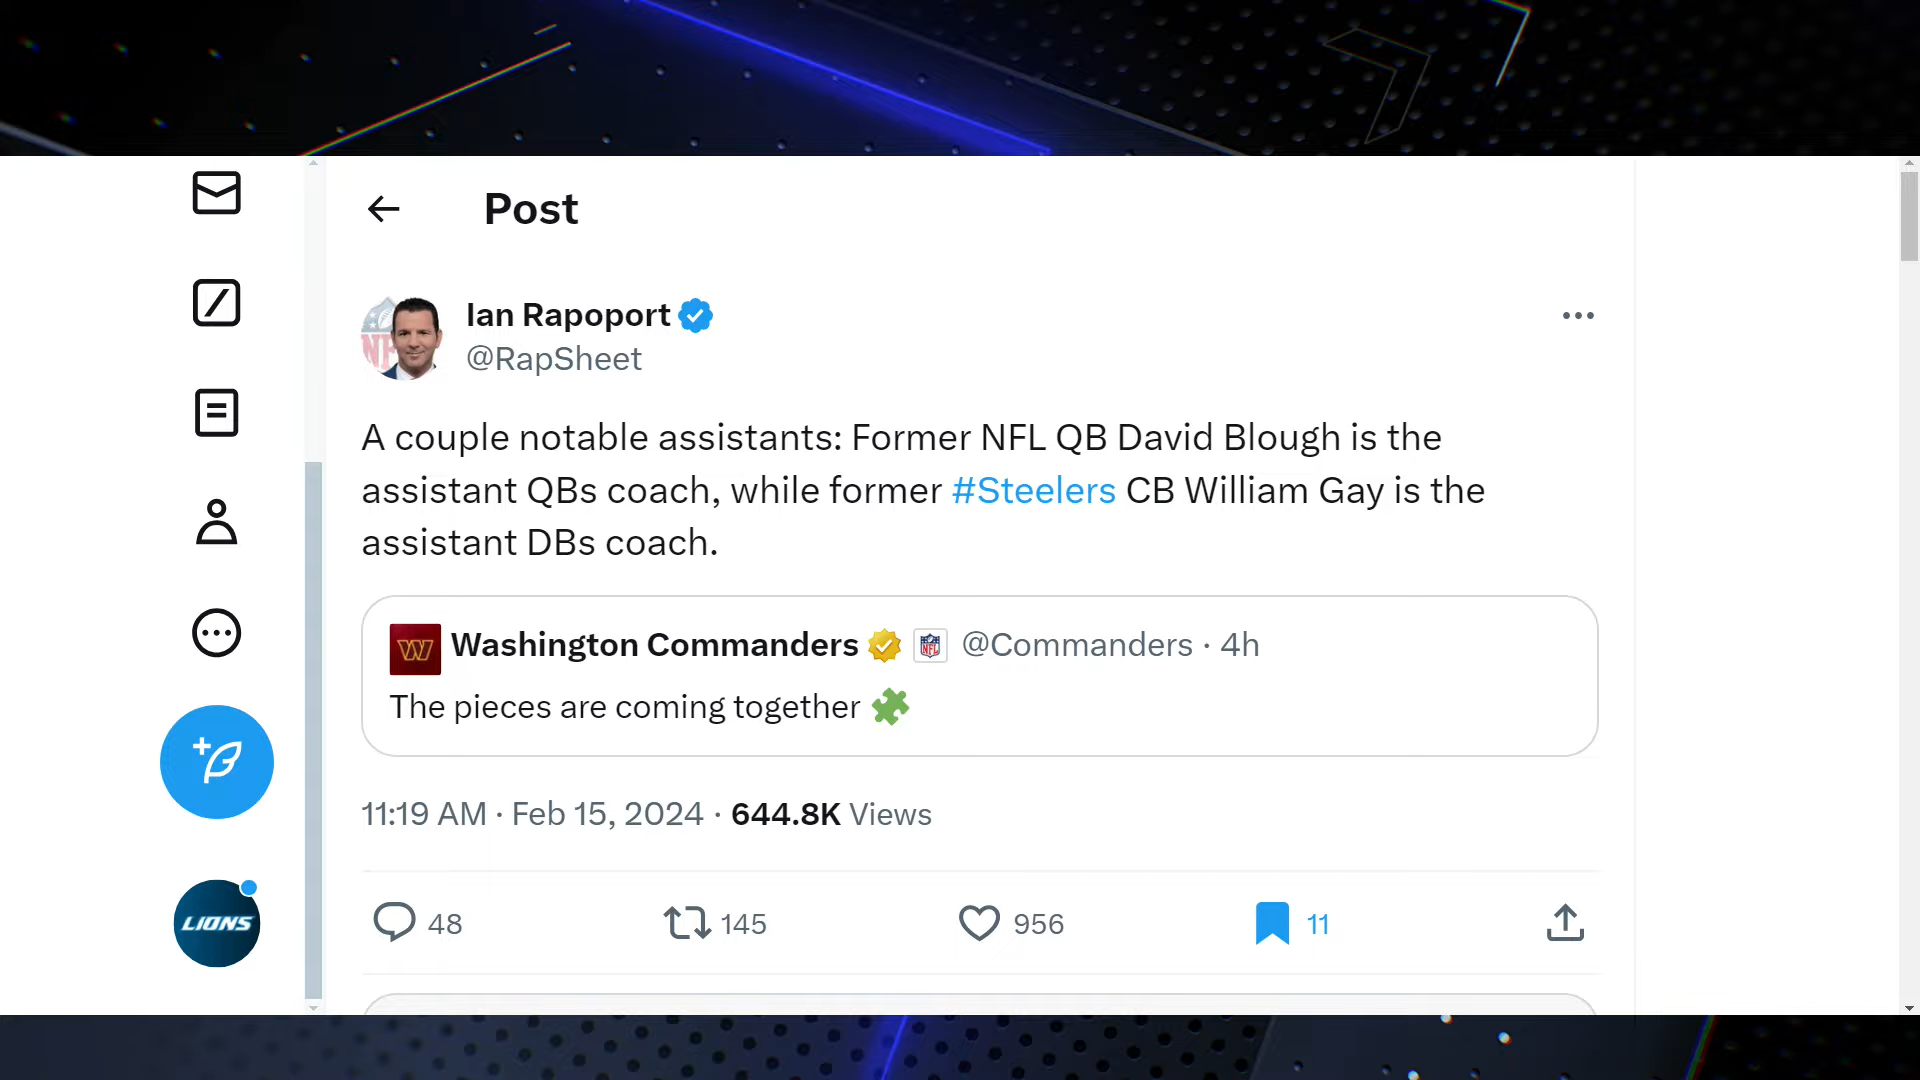 Post
Ian Rapoport
@RapSheet
A couple notable assistants: Former NFL QB David Blough is the
assistant QBs coach, while former #Steelers CB William Gay is the
assistant DBs coach.
Washington Commanders NFL @Commanders · 4h
The pieces are coming together
11:19 AM · Feb 15, 2024 · 644.8K Views
48 145 956 11
LIONS